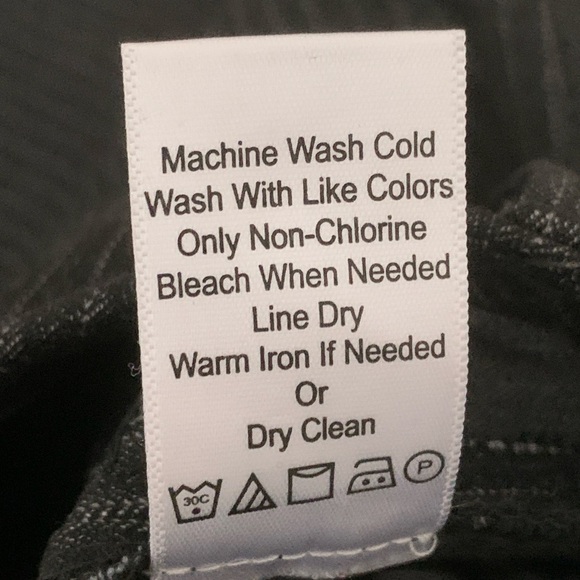 Machine Wash Cold
Wash With Like Colors
Only Non-Chlorine
Bleach When Needed
Line Dry
Warm Iron If Needed
Or
Dry Clean
30C P